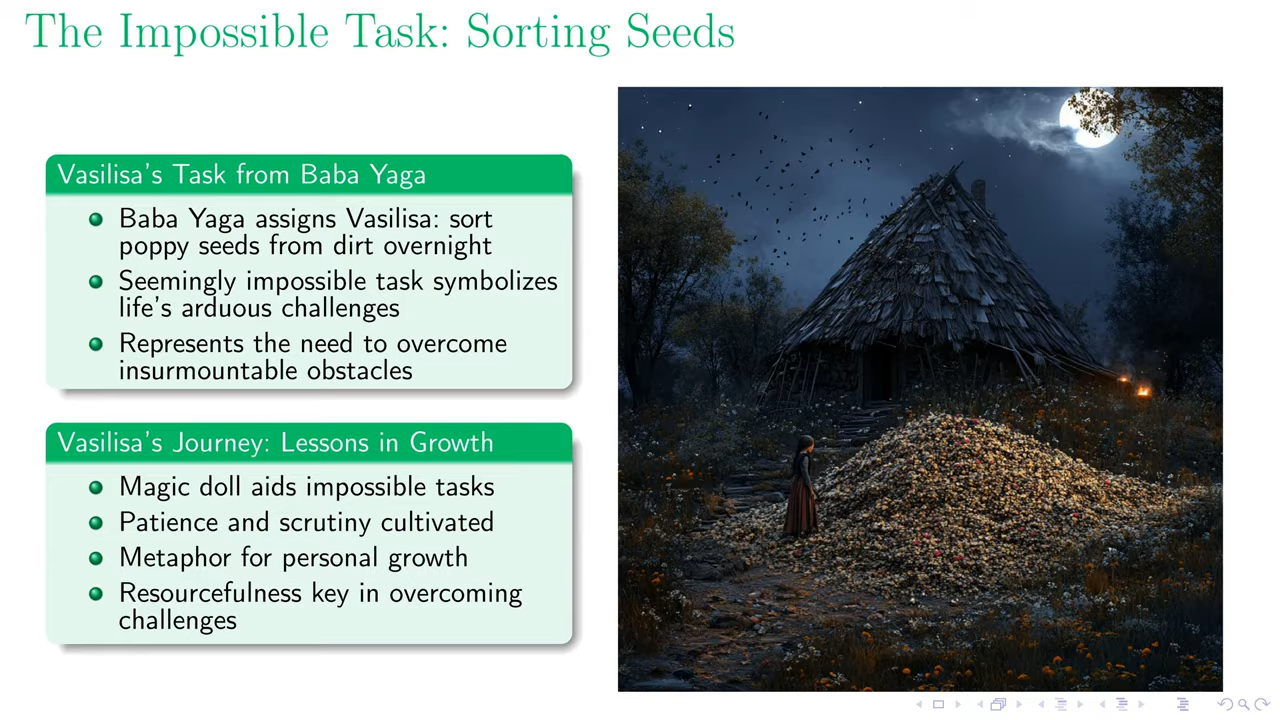 The Impossible Task: Sorting Seeds
Vasilisa's Task from Baba Yaga
Baba Yaga assigns Vasilisa: sort
poppy seeds from dirt overnight
Seemingly impossible task symbolizes
life's arduous challenges
Represents the need to overcome
insurmountable obstacles
Vasilisa's Journey: Lessons in Growth
Magic doll aids impossible tasks
Patience and scrutiny cultivated
Metaphor for personal growth
Resourcefulness key in overcoming
challenges